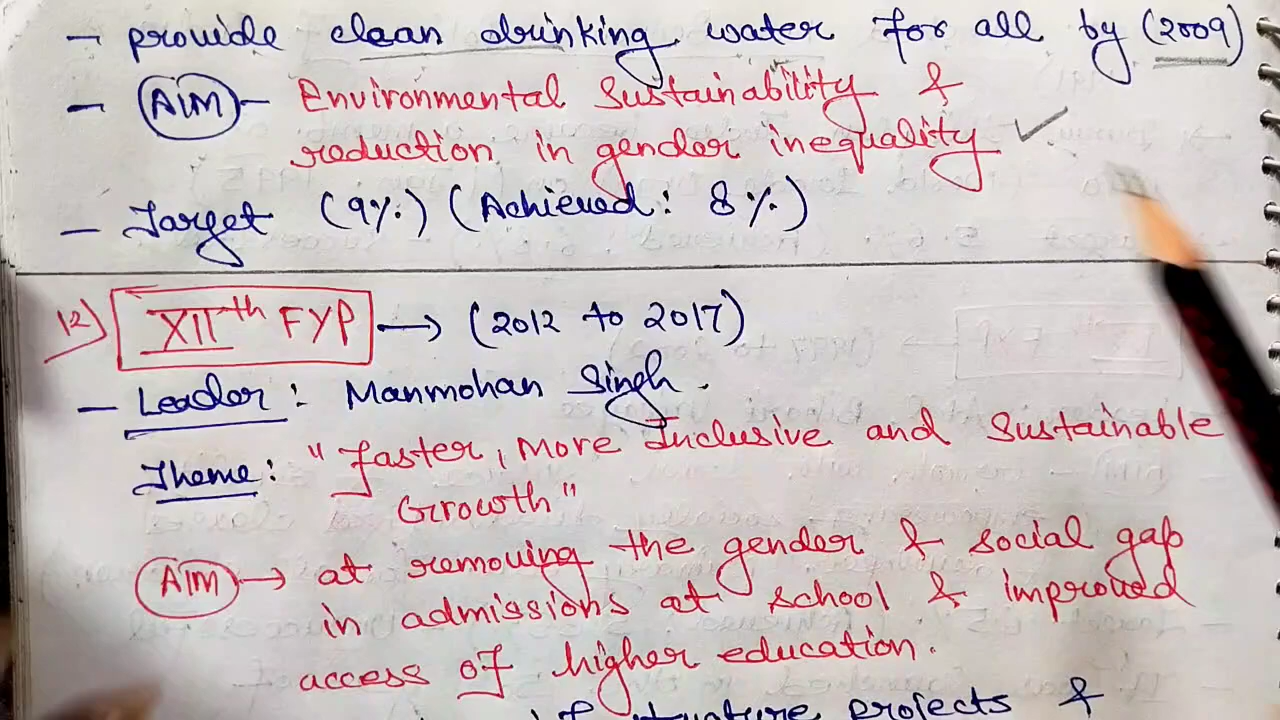 - provide clean drinking water for all by (2009)
- AIM - Environmental Sustainability &
reduction in gender inequality ✓
- Target (9%) (Achieved: 8%)
12) XIIth FYP → (2012 to 2017)
- Leader: Manmohan Singh.
Theme: "faster, More Inclusive and Sustainable
Growth"
AIM → at removing the gender & social gap
in admissions at school & improved
access of higher education.
projects &